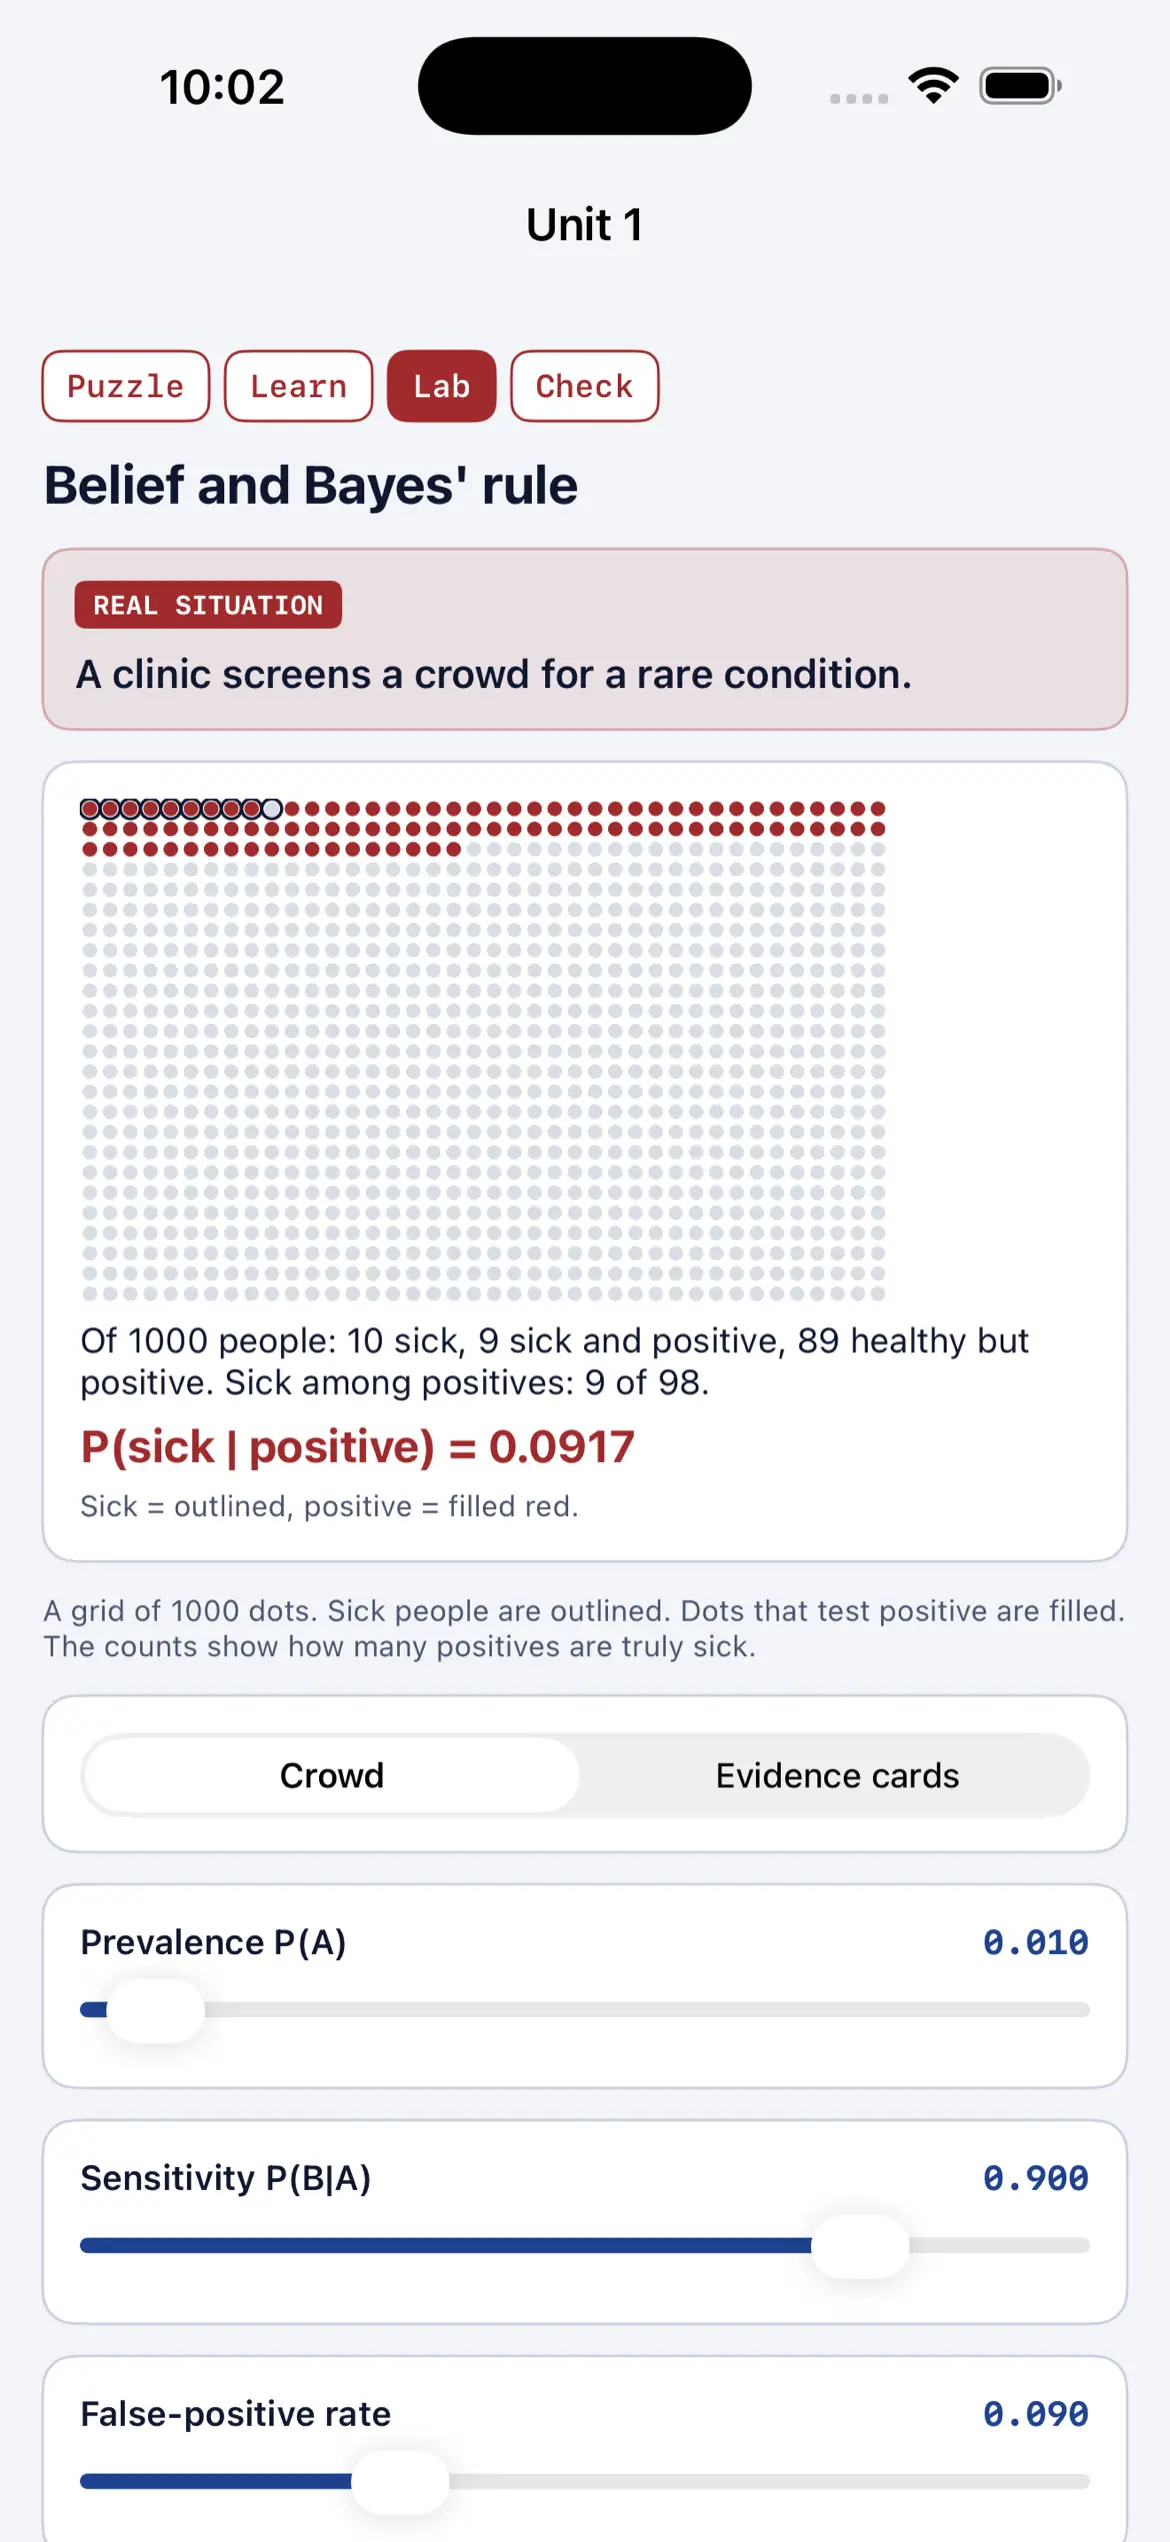 10:02
Unit 1
Puzzle
Learn
Lab
Check
Belief and Bayes' rule
REAL SITUATION
A clinic screens a crowd for a rare condition.
Of 1000 people: 10 sick, 9 sick and positive, 89 healthy but
positive. Sick among positives: 9 of 98.
P(sick | positive) = 0.0917
Sick = outlined, positive = filled red.
A grid of 1000 dots. Sick people are outlined. Dots that test positive are filled.
The counts show how many positives are truly sick.
Crowd
Evidence cards
Prevalence P(A)
0.010
Sensitivity P(B|A)
0.900
False-positive rate
0.090